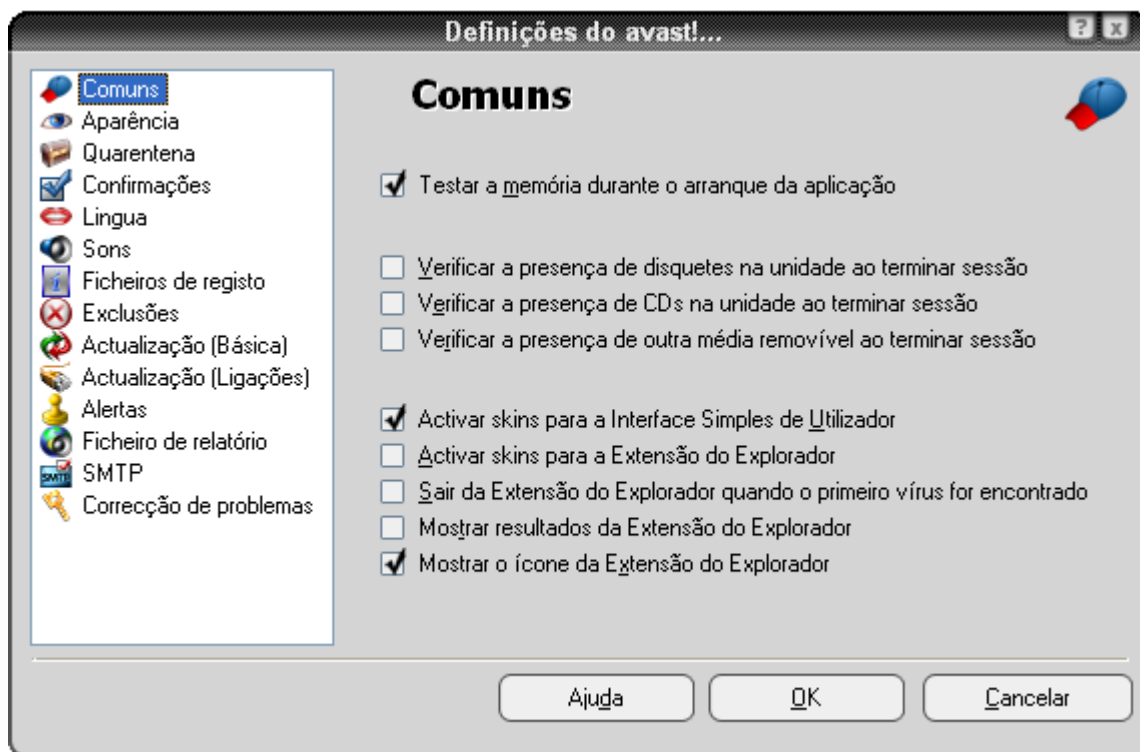 Definições do avast!...
Comuns
Aparência
Quarentena
Confirmações
Lingua
Sons
Ficheiros de registo
Exclusões
Actualização (Básica)
Actualização (Ligações)
Alertas
Ficheiro de relatório
SMTP
SMTP
Correcção de problemas
Comuns
Testar a memória durante o arranque da aplicação
Verificar a presença de disquetes na unidade ao terminar sessão
Verificar a presença de CDs na unidade ao terminar sessão
Verificar a presença de outra média removível ao terminar sessão
Activar skins para a Interface Simples de Utilizador
Activar skins para a Extensão do Explorador
Sair da Extensão do Explorador quando o primeiro vírus for encontrado
Mostrar resultados da Extensão do Explorador
Mostrar o ícone da Extensão do Explorador
Ajuda
OK
Cancelar